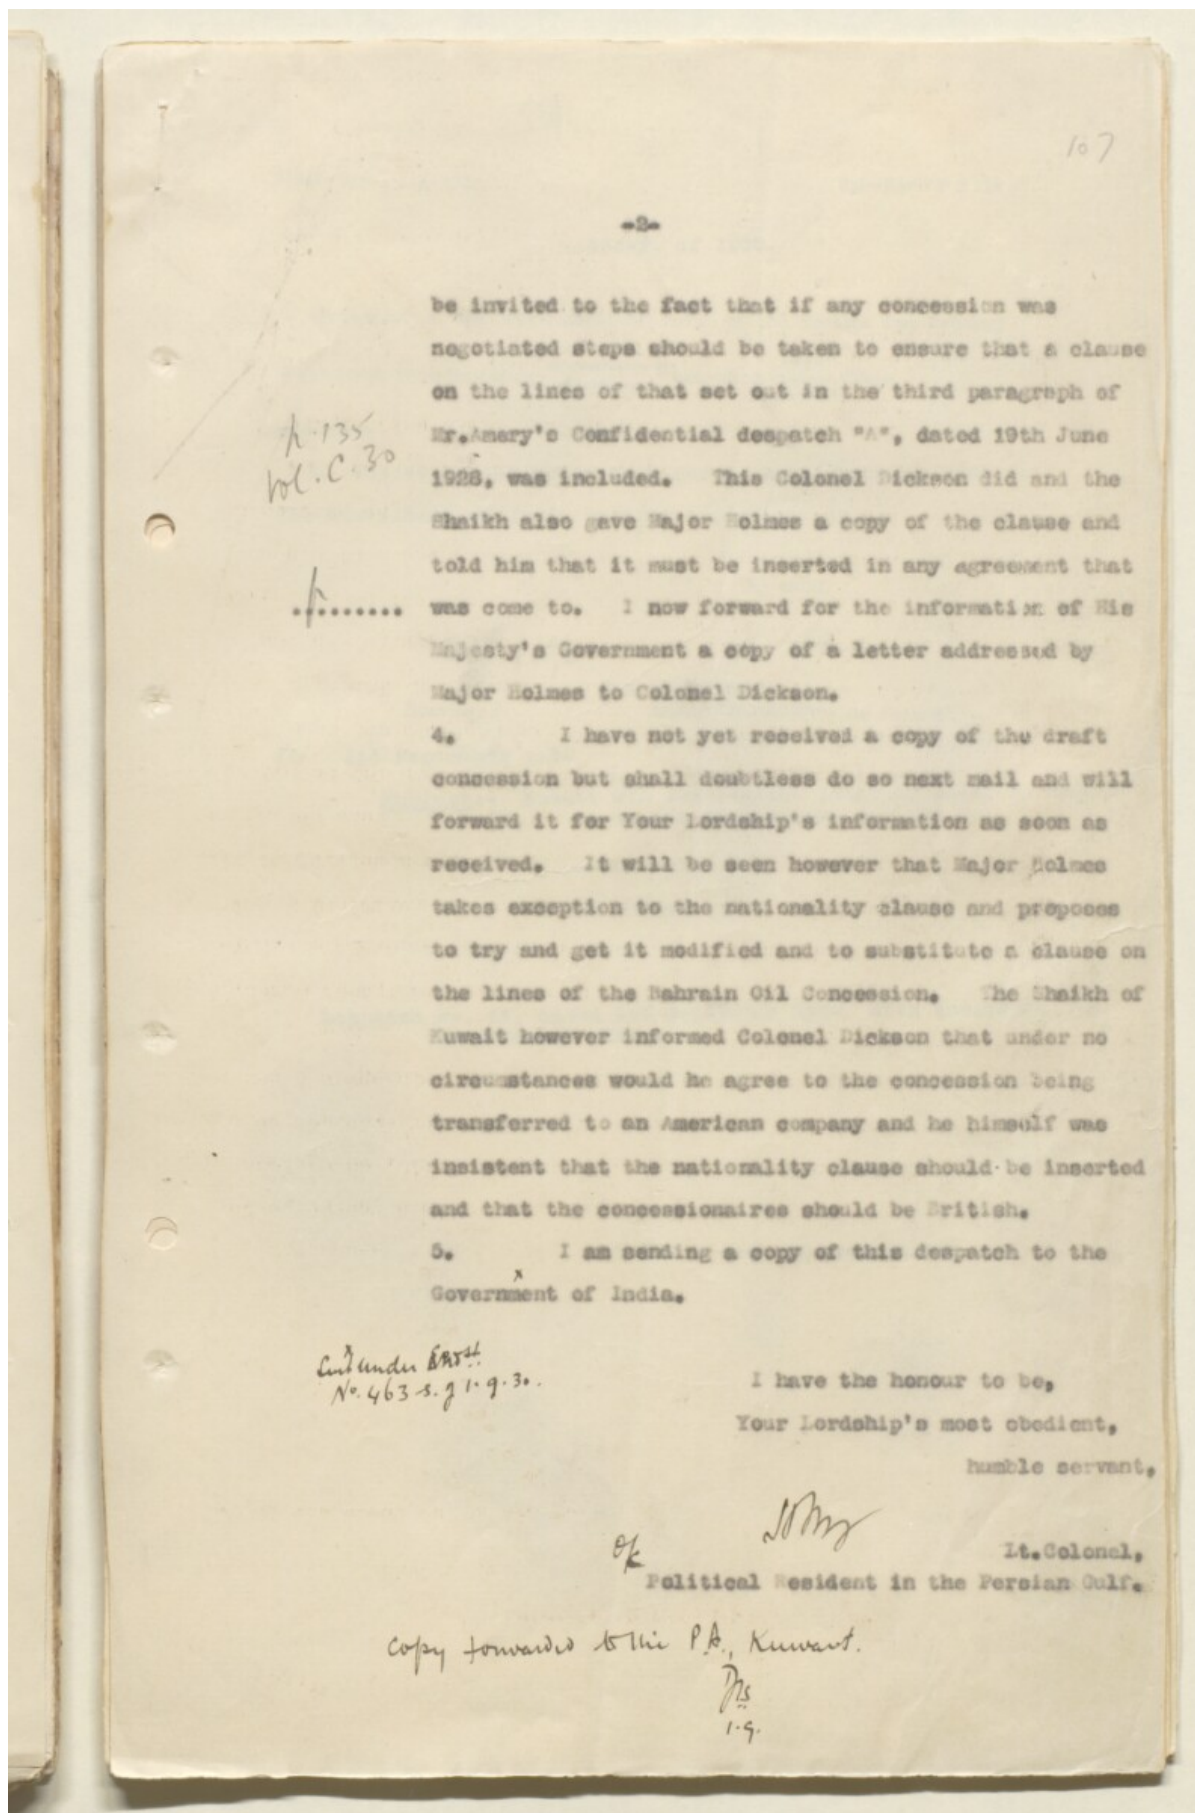 107
-2-
be invited to the fact that if any concession was
negotiated steps should be taken to ensure that a clause
on the lines of that set out in the third paragraph of
p.135
Vol. C.30
Mr.Amery's Confidential despatch "A", dated 19th June
1928, was included. This Colonel Dickson did and the
Shaikh also gave Major Holmes a copy of the clause and
told him that it must be inserted in any agreement that
......... was come to. I now forward for the information of His
Majesty's Government a copy of a letter addressed by
Major Holmes to Colonel Dickson.
4. I have not yet received a copy of the draft
concession but shall doubtless do so next mail and will
forward it for Your Lordship's information as soon as
received. It will be seen however that Major Holmes
takes exception to the nationality clause and proposes
to try and get it modified and to substitute a clause on
the lines of the Bahrain Oil Concession. The Shaikh of
Kuwait however informed Colonel Dickson that under no
circumstances would he agree to the concession being
transferred to an American company and he himself was
insistent that the nationality clause should be inserted
and that the concessionaires should be British.
5. I am sending a copy of this despatch to the
x
Government of India.
x
Sent under
No. 463-S. of 1.9.30.
I have the honour to be,
Your Lordship's most obedient,
humble servant,
Lt.Colonel,
Political Resident in the Persian Gulf.
Copy forwarded to the P.A., Kuwait.
1.9.